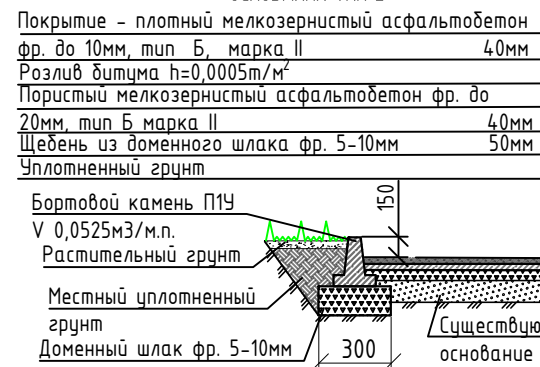 Покрытие - плотный мелкозернистый асфальтобетон
фр. до 10мм, тип Б, марка II 40мм
Розлив битума h=0,0005т/м²
Пористый мелкозернистый асфальтобетон фр. до
20мм, тип Б марка II 40мм
Щебень из доменного шлака фр. 5-10мм 50мм
Уплотненный грунт
Бортовой камень П1У
V 0,0525м3/м.п.
150
Растительный грунт
Местный уплотненный
грунт
Доменный шлак фр. 5-10мм
300
основание